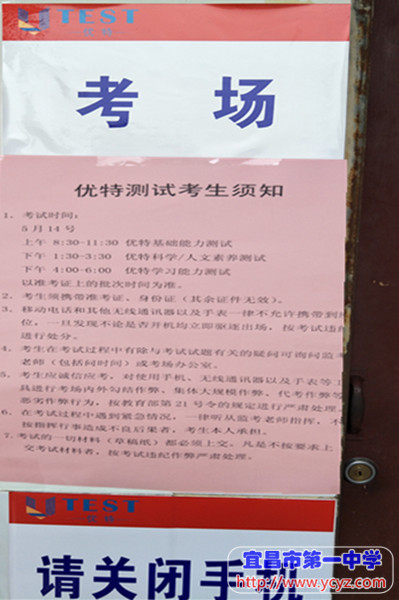 UTEST
优特
考 场
优特测试考生须知
1、考试时间：
5月14号
上午 8:30-11:30 优特基础能力测试
下午 1:30-3:30 优特科学/人文素养测试
下午 4:00-6:00 优特学习能力测试
以准考证上的批次时间为准。
2、考生须携带准考证、身份证（其余证件无效）。
3、移动电话和其他无线通讯器以及手表一律不允许携带到
位，一旦发现不论是否开机均立即驱逐出场，按考试违
进行处分。
4、考生在考试过程中有除与考试试题有关的疑问可询问监
老师（包括问时间）或考场办公室。
5、考生应诚信应考，对使用手机、无线通讯器以及手表等
具进行考场内外勾结作弊、集体大规模作弊、代考作弊等
恶劣作弊行为，按教育部第21号令的规定进行严肃处理。
6、在考试过程中遇到紧急情况，一律听从监考老师指挥，不
按指挥行事造成不良后果者，考生本人承担。
7、考试的一切材料（草稿纸）都必须上交。凡是不按要求上
交考试材料者，按考试违纪作弊严肃处理。
UTEST
优特
请关闭手机
宜昌市第一中学
http://www.ycyz.com